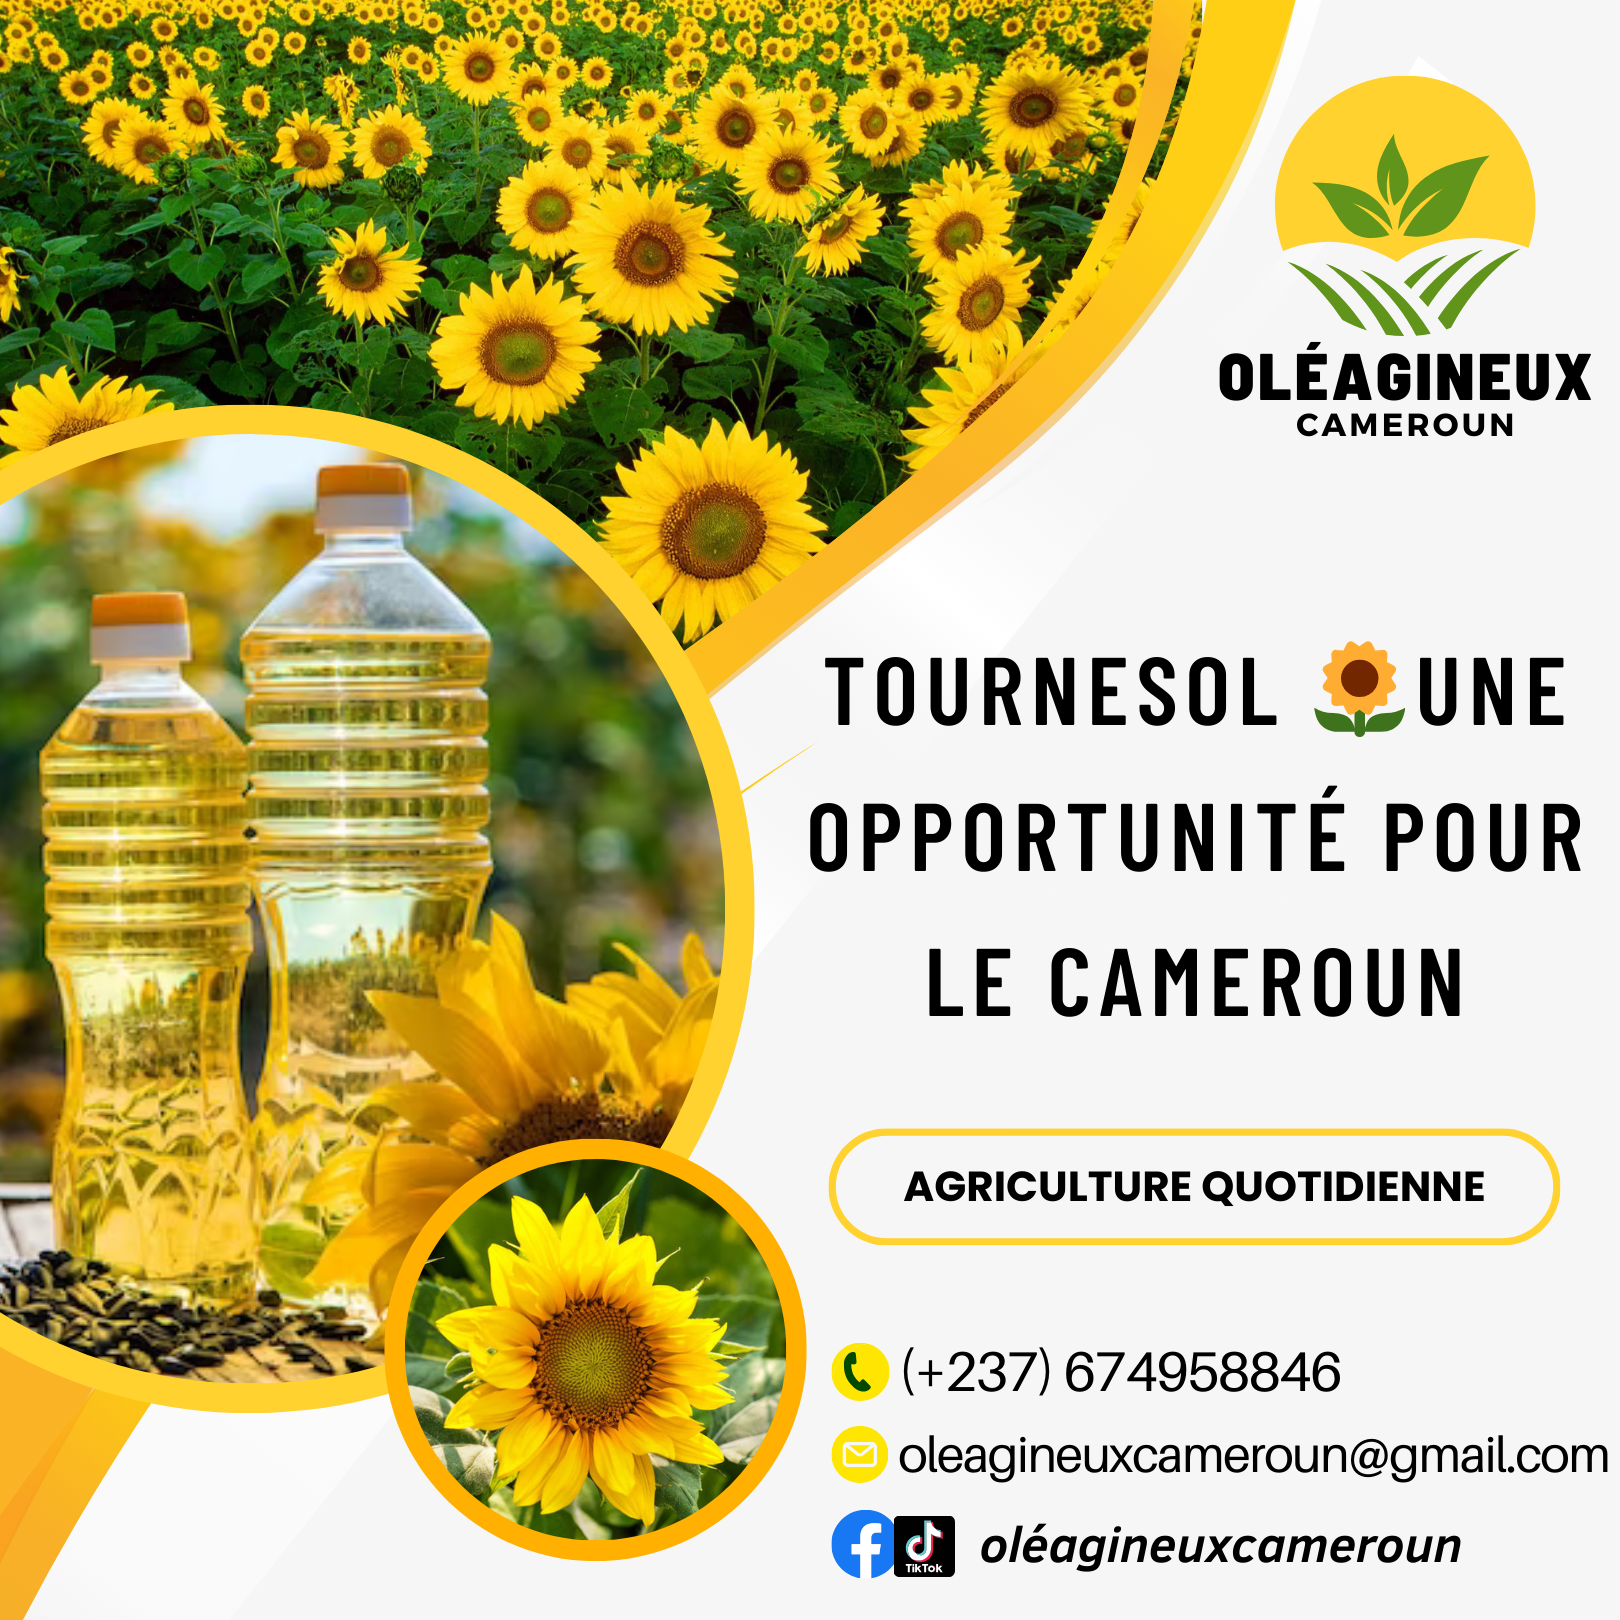 OLÉAGINEUX
CAMEROUN
TOURNESOL 🌻UNE
OPPORTUNITÉ POUR
LE CAMEROUN
AGRICULTURE QUOTIDIENNE
(+237) 674958846
oleagineuxcameroun@gmail.com
TikTok
oléagineuxcameroun